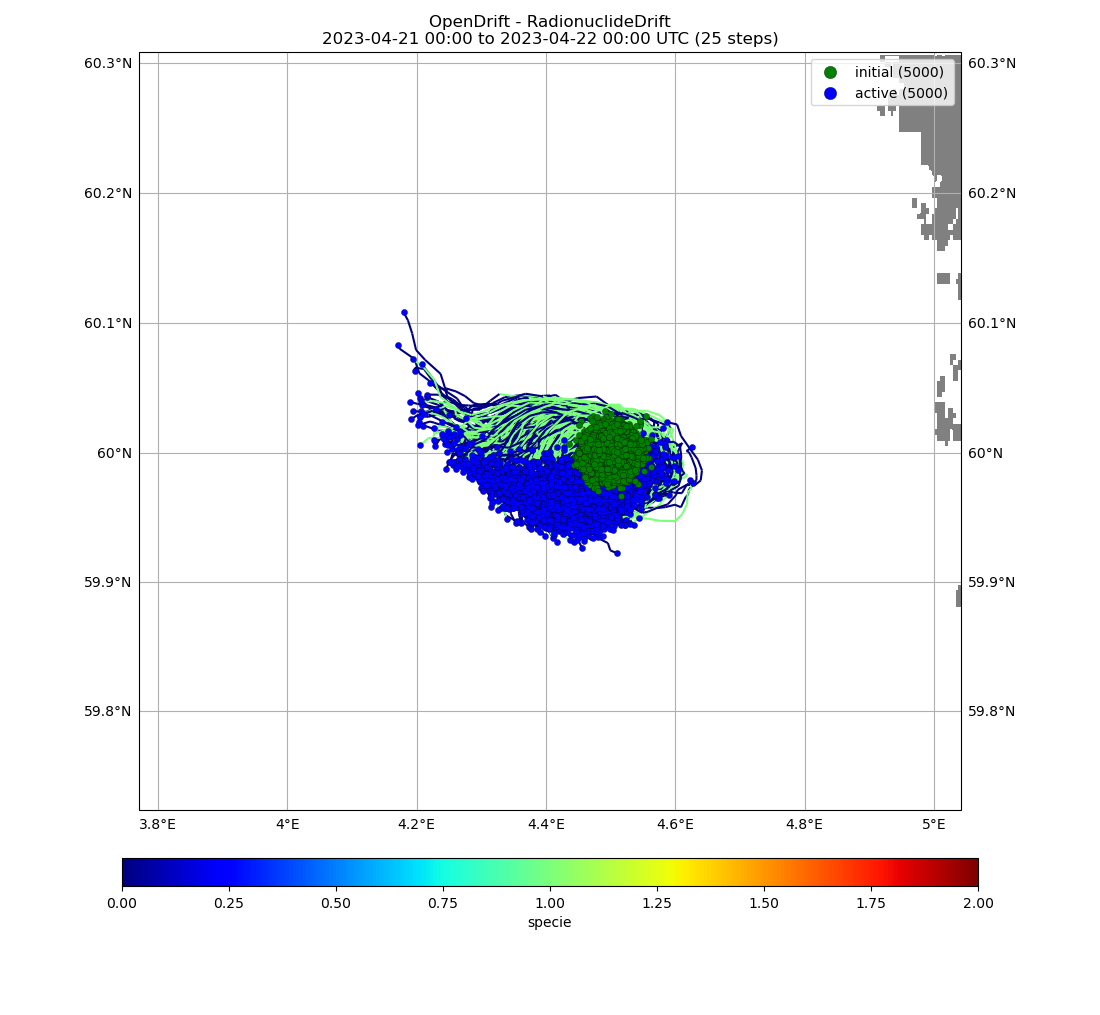 OpenDrift - RadionuclideDrift
2023-04-21 00:00 to 2023-04-22 00:00 UTC (25 steps)
initial (5000)
active (5000)
60.3°N 60.3°N
60.2°N 60.2°N
60.1°N 60.1°N
60°N 60°N
59.9°N 59.9°N
59.8°N 59.8°N
3.8°E 4°E 4.2°E 4.4°E 4.6°E 4.8°E 5°E
0.00 0.25 0.50 0.75 1.00 1.25 1.50 1.75 2.00
specie